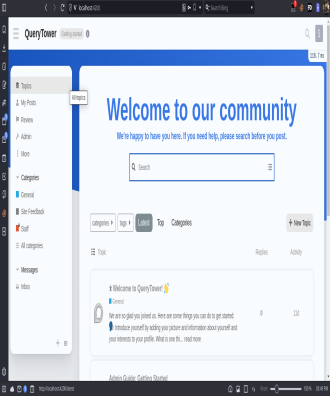 localhost:4200
Search Bing
QueryTower
Getting started
S
Topics
All topics
My Posts
Review
Admin
More
Categories
General
Site Feedback
Staff
All categories
Messages
Inbox
Welcome to our community
We're happy to have you here. If you need help, please search before you post.
Search
categories
tags
Latest
Top
Categories
New Topic
Topic
Replies
Activity
Welcome to QueryTower!
General
We are so glad you joined us. Here are some things you can do to get started:
Introduce yourself by adding your picture and information about yourself and
your interests to your profile. What is one thi... read more
0
Admin Guide: Getting Started
http://localhost:4200/latest
Reset
100%